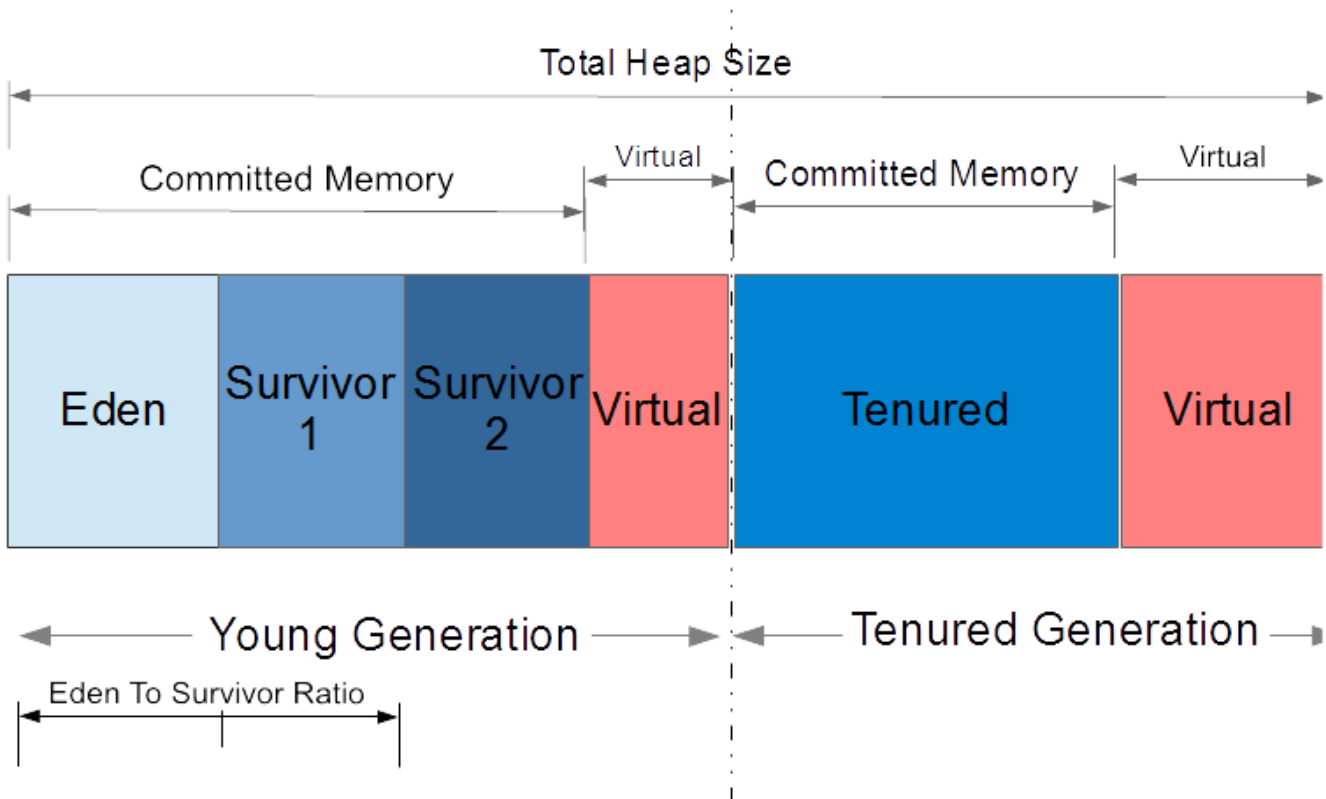 Total Heap Size
Committed Memory
Virtual
Committed Memory
Virtual
Eden
Survivor
1
Survivor
2
Virtual
Tenured
Virtual
Young Generation
Tenured Generation
Eden To Survivor Ratio